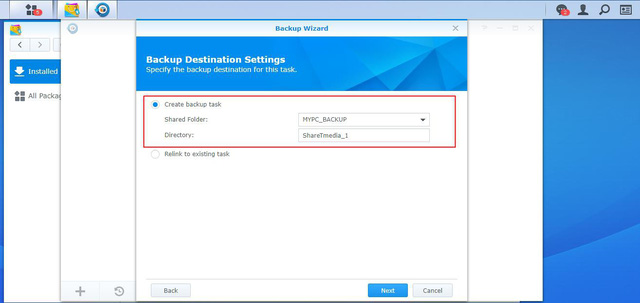 Backup Wizard
Backup Destination Settings
Specify the backup destination for this task.
Installed
All Packag
Create backup task
Shared Folder: MYPC_BACKUP
Directory: ShareTmedia_1
Relink to existing task
Back Next Cancel